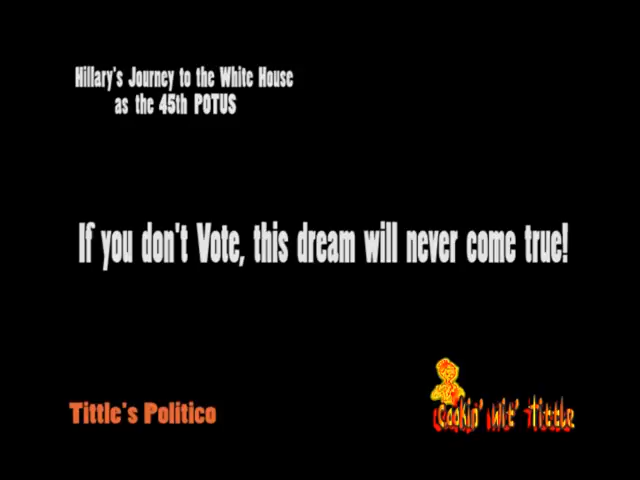 Hillary's Journey to the White House
as the 45th POTUS
If you don't Vote, this dream will never come true!
Tittle's Politico
Cookin' wit' Tittle